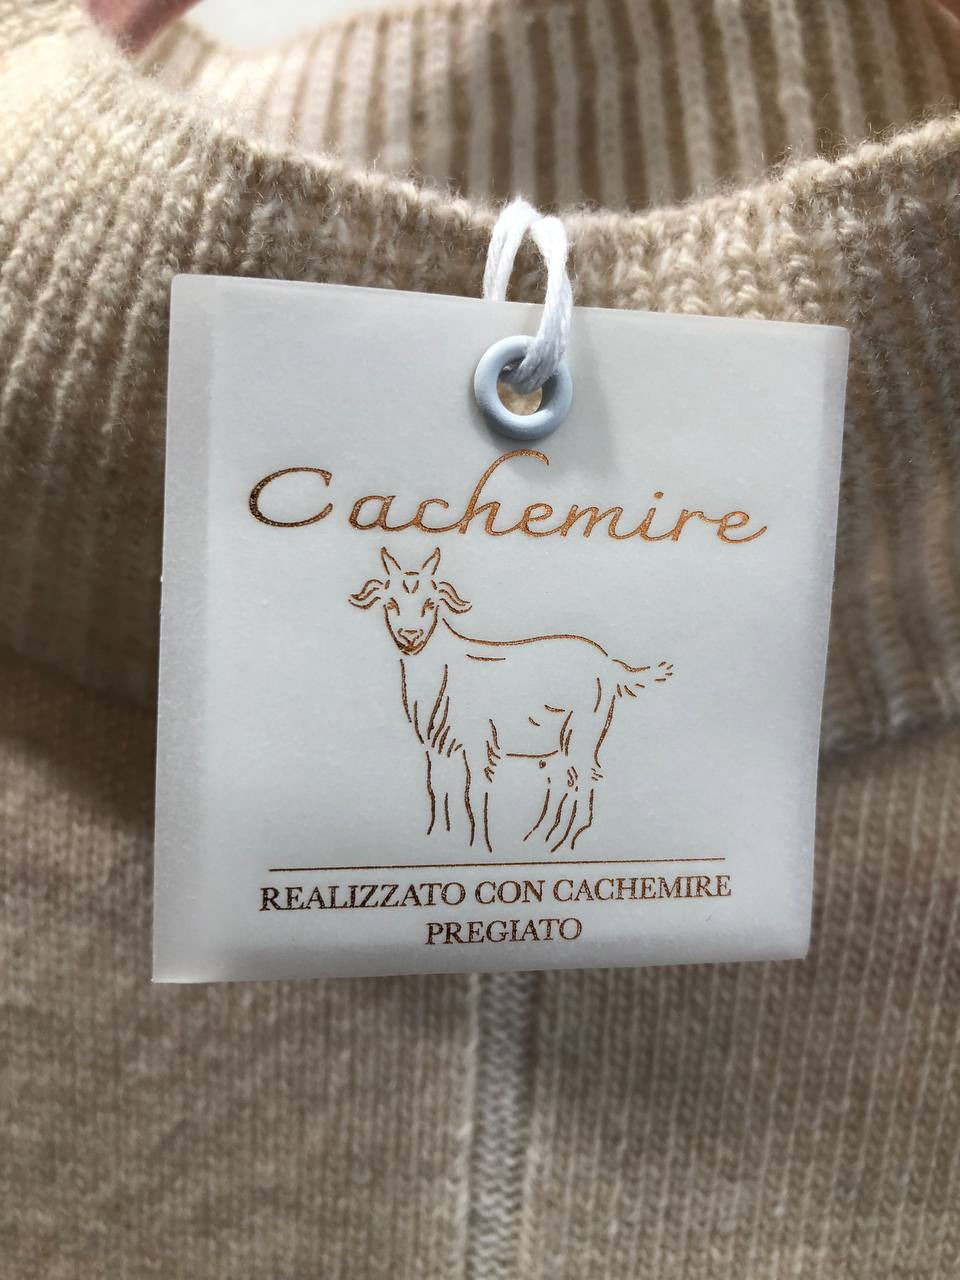 Cachemire
REALIZZATO CON CACHEMIRE
PREGIATO